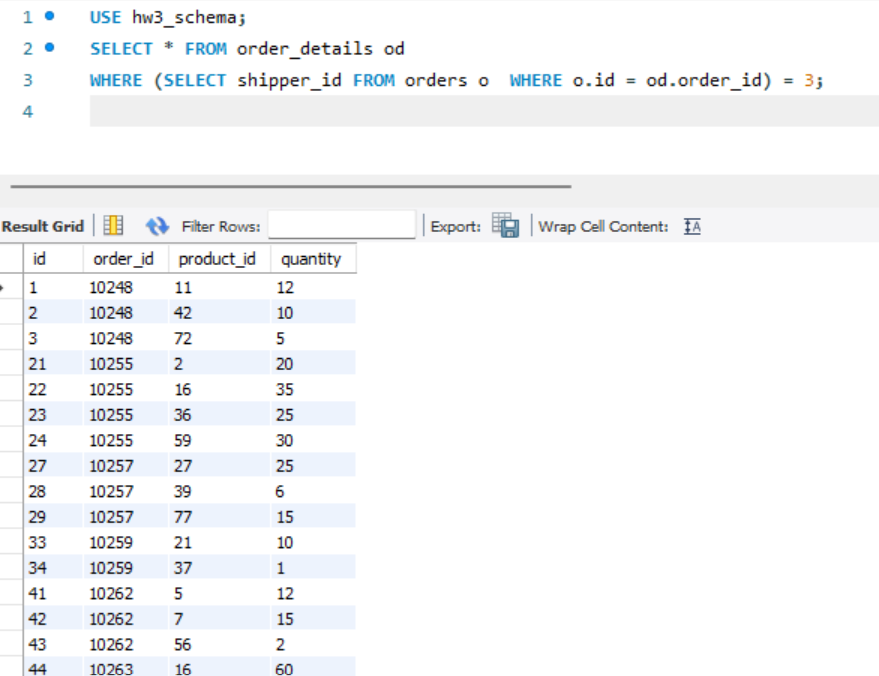 1 USE hw3_schema;
2 SELECT * FROM order_details od
3 WHERE (SELECT shipper_id FROM orders o  WHERE o.id = od.order_id) = 3;
4
Result Grid Filter Rows: Export: Wrap Cell Content:
id order_id product_id quantity
1 10248 11 12
2 10248 42 10
3 10248 72 5
21 10255 2 20
22 10255 16 35
23 10255 36 25
24 10255 59 30
27 10257 27 25
28 10257 39 6
29 10257 77 15
33 10259 21 10
34 10259 37 1
41 10262 5 12
42 10262 7 15
43 10262 56 2
44 10263 16 60